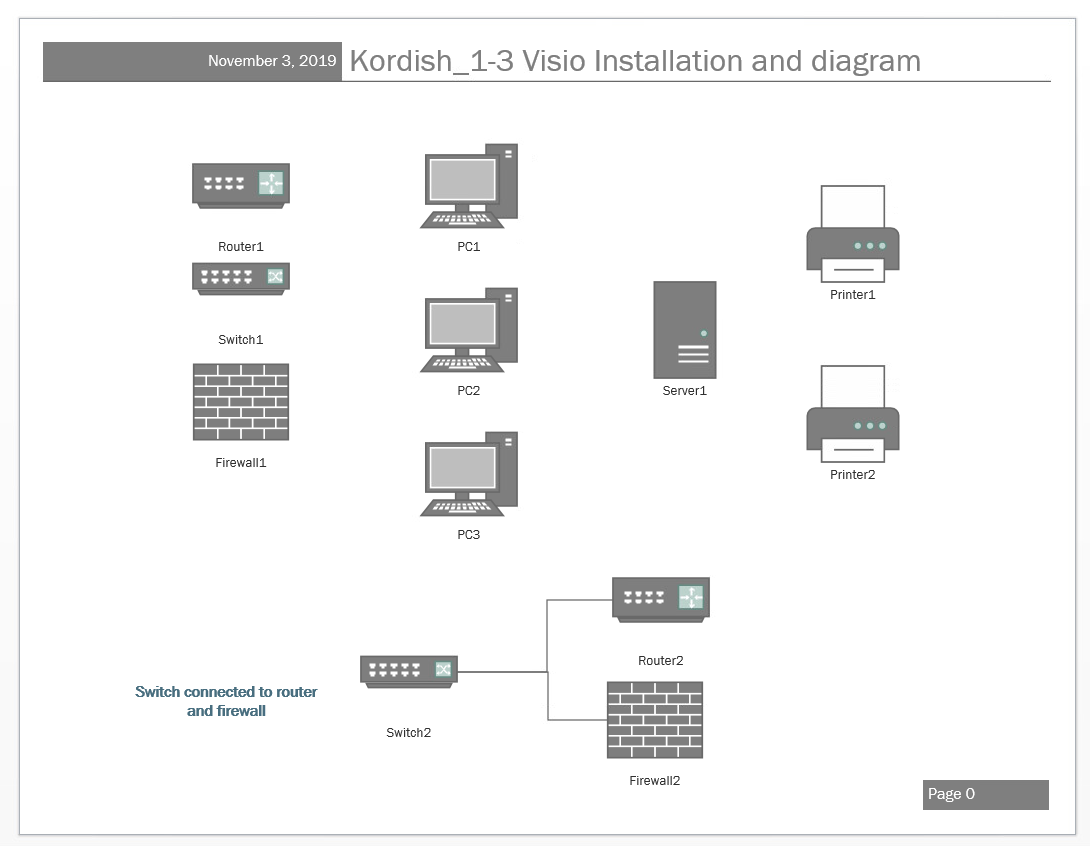 November 3, 2019
Kordish_1-3 Visio Installation and diagram
Router1
PC1
Switch1
Printer1
PC2
Server1
Firewall1
Printer2
PC3
Router2
Switch connected to router
and firewall
Switch2
Firewall2
Page 0